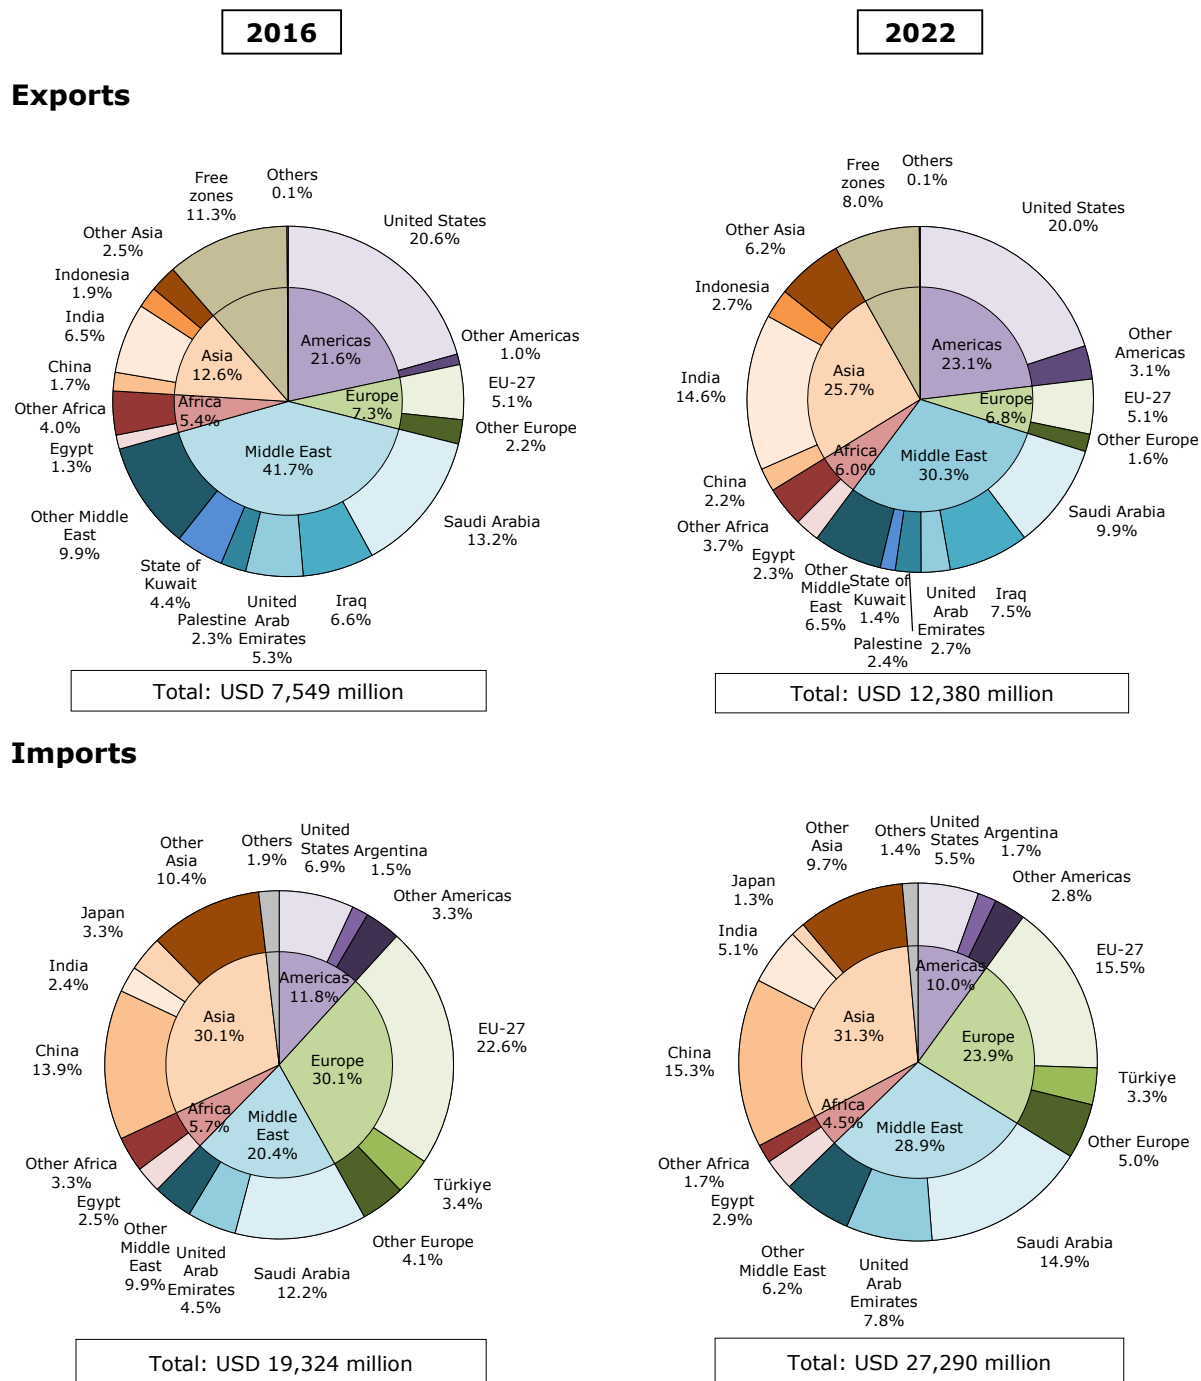 2016
2022
Exports
Free
zones
11.3%
Others
0.1%
United States
20.6%
Other Asia
2.5%
Indonesia
1.9%
India
6.5%
China
1.7%
Other Africa
4.0%
Egypt
1.3%
Other Middle
East
9.9%
State of
Kuwait
4.4%
Palestine
2.3%
United
Arab
Emirates
5.3%
Iraq
6.6%
Saudi Arabia
13.2%
Other Europe
2.2%
EU-27
5.1%
Other Americas
1.0%
Americas
21.6%
Europe
7.3%
Middle East
41.7%
Africa
5.4%
Asia
12.6%
Total: USD 7,549 million
Free
zones
8.0%
Others
0.1%
United States
20.0%
Other Asia
6.2%
Indonesia
2.7%
India
14.6%
China
2.2%
Other Africa
3.7%
Egypt
2.3%
Other
Middle
East
6.5%
State of
Kuwait
1.4%
Palestine
2.4%
United
Arab
Emirates
2.7%
Iraq
7.5%
Saudi Arabia
9.9%
Other Europe
1.6%
EU-27
5.1%
Other
Americas
3.1%
Americas
23.1%
Europe
6.8%
Middle East
30.3%
Africa
6.0%
Asia
25.7%
Total: USD 12,380 million
Imports
Other
Asia
10.4%
Others
1.9%
United
States
6.9%
Argentina
1.5%
Other Americas
3.3%
Japan
3.3%
India
2.4%
China
13.9%
Other Africa
3.3%
Egypt
2.5%
Other
Middle
East
9.9%
United
Arab
Emirates
4.5%
Saudi Arabia
12.2%
Other Europe
4.1%
Türkiye
3.4%
EU-27
22.6%
Americas
11.8%
Europe
30.1%
Middle
East
20.4%
Africa
5.7%
Asia
30.1%
Total: USD 19,324 million
Other
Asia
9.7%
Others
1.4%
United
States
5.5%
Argentina
1.7%
Other Americas
2.8%
Japan
1.3%
India
5.1%
China
15.3%
Other Africa
1.7%
Egypt
2.9%
Other
Middle East
6.2%
United
Arab
Emirates
7.8%
Saudi Arabia
14.9%
Other Europe
5.0%
Türkiye
3.3%
EU-27
15.5%
Americas
10.0%
Europe
23.9%
Middle East
28.9%
Africa
4.5%
Asia
31.3%
Total: USD 27,290 million